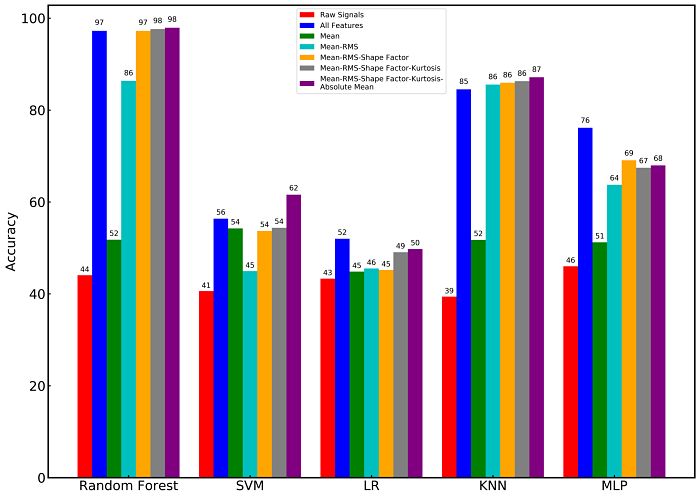 Raw Signals
All Features
Mean
Mean-RMS
Mean-RMS-Shape Factor
Mean-RMS-Shape Factor-Kurtosis
Mean-RMS-Shape Factor-Kurtosis-
Absolute Mean
Accuracy
100
80
60
40
20
0
44 97 52 86 97 98 98
41 56 54 45 54 54 62
43 52 45 46 45 49 50
39 85 52 86 86 86 87
46 76 51 64 69 67 68
Random Forest SVM LR KNN MLP